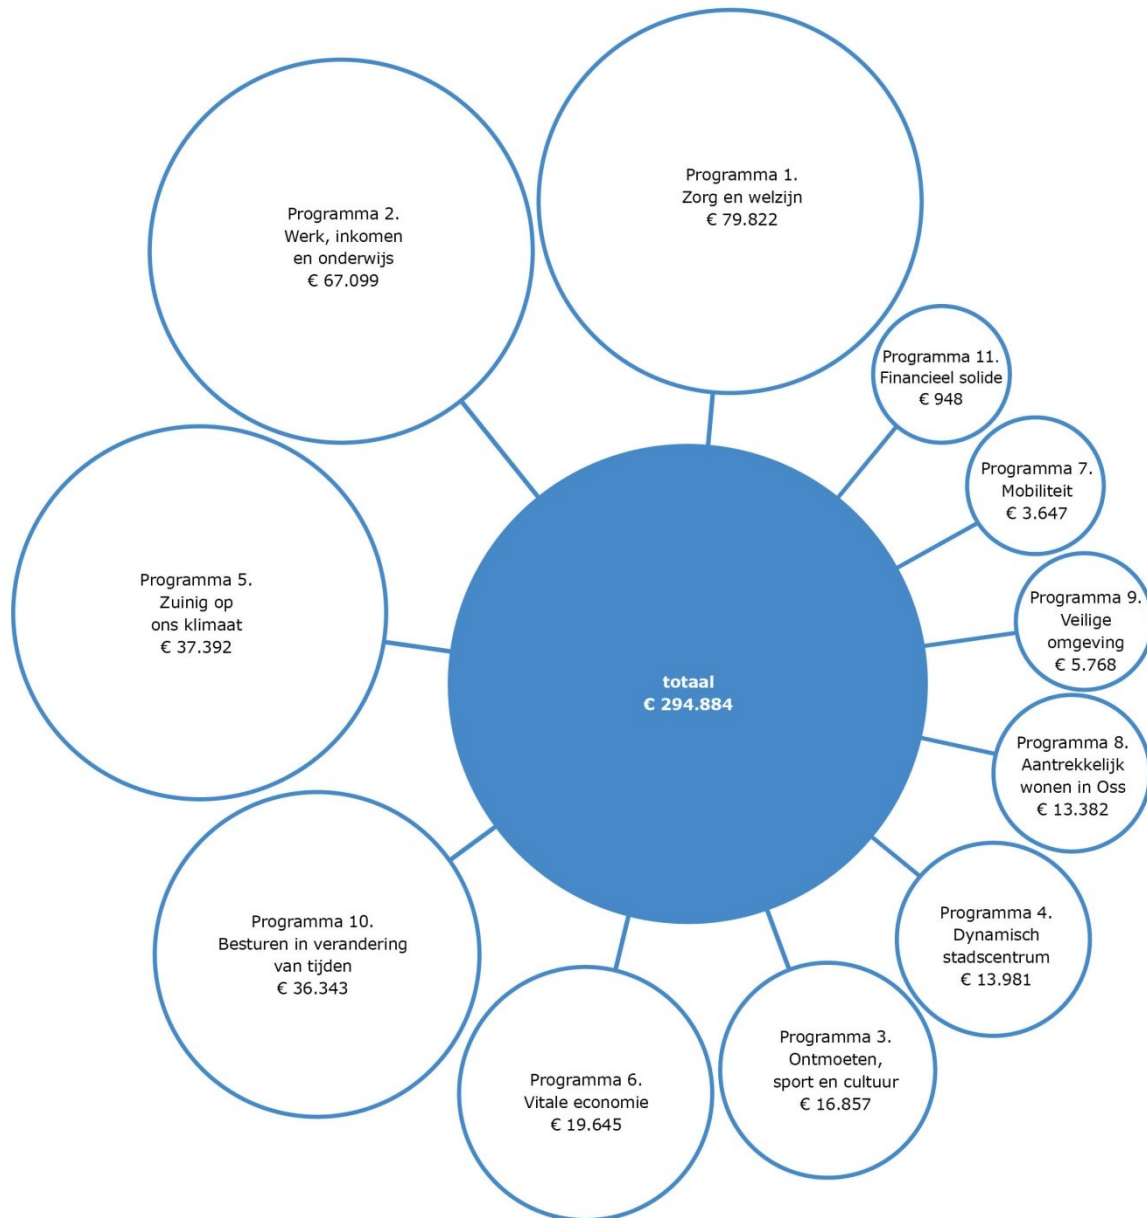 Programma 1.
Zorg en welzijn
€ 79.822
Programma 2.
Werk, inkomen
en onderwijs
€ 67.099
Programma 11.
Financieel solide
€ 948
Programma 7.
Mobiliteit
€ 3.647
Programma 5.
Zuinig op
ons klimaat
€ 37.392
Programma 9.
Veilige
omgeving
€ 5.768
totaal
€ 294.884
Programma 8.
Aantrekkelijk
wonen in Oss
€ 13.382
Programma 10.
Besturen in verandering
van tijden
€ 36.343
Programma 4.
Dynamisch
stadscentrum
€ 13.981
Programma 6.
Vitale economie
€ 19.645
Programma 3.
Ontmoeten,
sport en cultuur
€ 16.857